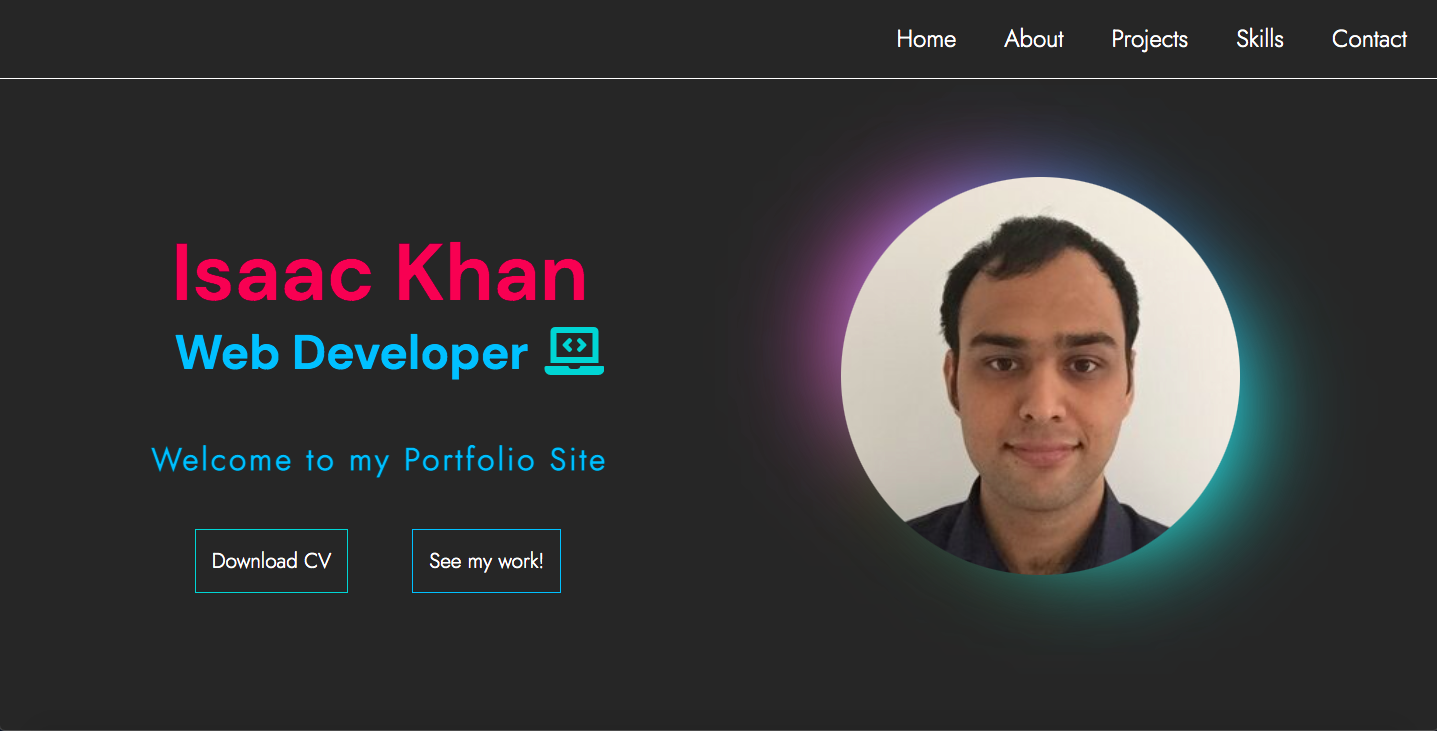 Home About Projects Skills Contact
Isaac Khan
Web Developer
Welcome to my Portfolio Site
Download CV See my work!